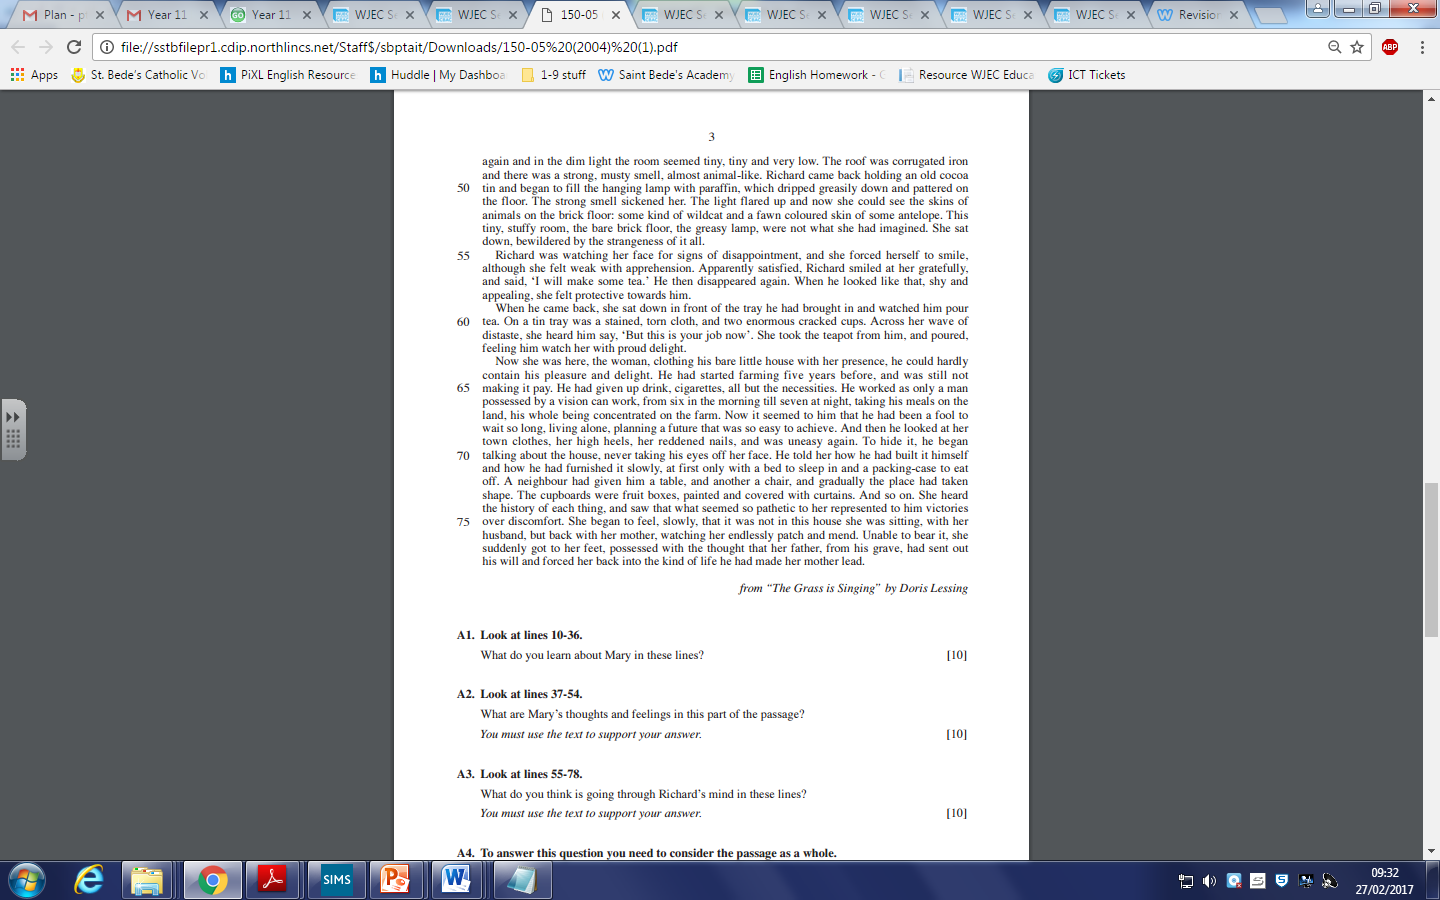 Plan - p
Year 11
Year 11
WJEC Se
WJEC Se
150-05
WJEC Se
WJEC Se
WJEC Se
WJEC Se
WJEC Se
Revision
file://sstbfilepr1.cdip.northlincs.net/Staff$/sbptait/Downloads/150-05%20(2004)%20(1).pdf
Apps
St. Bede's Catholic Vo
PiXL English Resource
Huddle | My Dashboa
1-9 stuff
Saint Bede's Academy
English Homework - G
Resource WJEC Educa
ICT Tickets
3
again and in the dim light the room seemed tiny, tiny and very low. The roof was corrugated iron
and there was a strong, musty smell, almost animal-like. Richard came back holding an old cocoa
50 tin and began to fill the hanging lamp with paraffin, which dripped greasily down and pattered on
the floor. The strong smell sickened her. The light flared up and now she could see the skins of
animals on the brick floor: some kind of wildcat and a fawn coloured skin of some antelope. This
tiny, stuffy room, the bare brick floor, the greasy lamp, were not what she had imagined. She sat
down, bewildered by the strangeness of it all.
55 Richard was watching her face for signs of disappointment, and she forced herself to smile,
although she felt weak with apprehension. Apparently satisfied, Richard smiled at her gratefully,
and said, ‘I will make some tea.’ He then disappeared again. When he looked like that, shy and
appealing, she felt protective towards him.
When he came back, she sat down in front of the tray he had brought in and watched him pour
60 tea. On a tin tray was a stained, torn cloth, and two enormous cracked cups. Across her wave of
distaste, she heard him say, ‘But this is your job now’. She took the teapot from him, and poured,
feeling him watch her with proud delight.
Now she was here, the woman, clothing his bare little house with her presence, he could hardly
contain his pleasure and delight. He had started farming five years before, and was still not
65 making it pay. He had given up drink, cigarettes, all but the necessities. He worked as only a man
possessed by a vision can work, from six in the morning till seven at night, taking his meals on the
land, his whole being concentrated on the farm. Now it seemed to him that he had been a fool to
wait so long, living alone, planning a future that was so easy to achieve. And then he looked at her
town clothes, her high heels, her reddened nails, and was uneasy again. To hide it, he began
70 talking about the house, never taking his eyes off her face. He told her how he had built it himself
and how he had furnished it slowly, at first only with a bed to sleep in and a packing-case to eat
off. A neighbour had given him a table, and another a chair, and gradually the place had taken
shape. The cupboards were fruit boxes, painted and covered with curtains. And so on. She heard
the history of each thing, and saw that what seemed so pathetic to her represented to him victories
75 over discomfort. She began to feel, slowly, that it was not in this house she was sitting, with her
husband, but back with her mother, watching her endlessly patch and mend. Unable to bear it, she
suddenly got to her feet, possessed with the thought that her father, from his grave, had sent out
his will and forced her back into the kind of life he had made her mother lead.
from “The Grass is Singing” by Doris Lessing
A1. Look at lines 10-36.
What do you learn about Mary in these lines? [10]
A2. Look at lines 37-54.
What are Mary’s thoughts and feelings in this part of the passage?
You must use the text to support your answer. [10]
A3. Look at lines 55-78.
What do you think is going through Richard’s mind in these lines?
You must use the text to support your answer. [10]
A4. To answer this question you need to consider the passage as a whole.
SIMS
09:32
27/02/2017